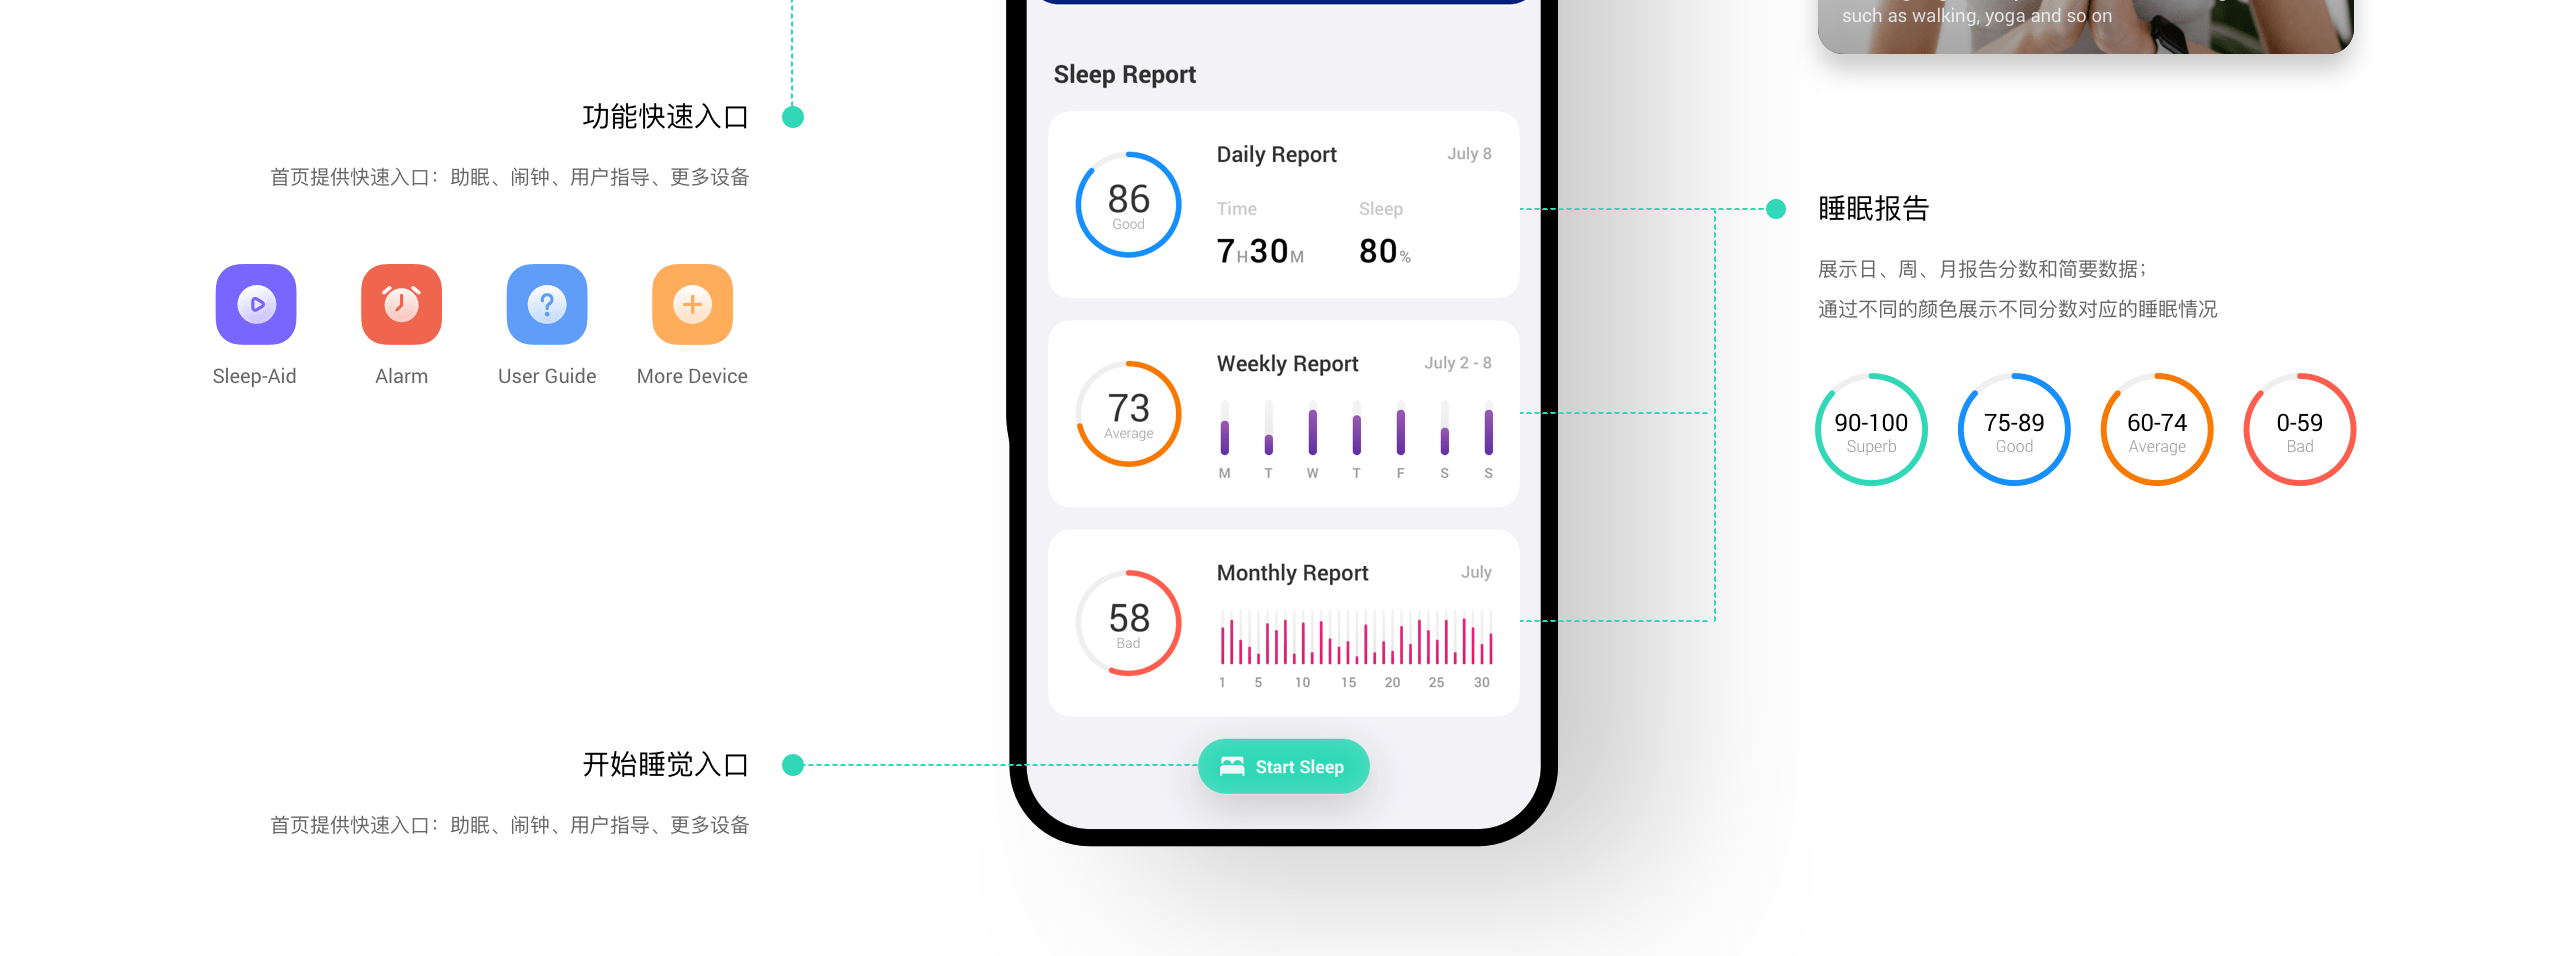 功能快速入口
首页提供快速入口：助眠、闹钟、用户指导、更多设备
Sleep-Aid
Alarm
User Guide
More Device
开始睡觉入口
首页提供快速入口：助眠、闹钟、用户指导、更多设备
Sleep Report
86
Good
Daily Report
July 8
Time
Sleep
7H30M
80%
73
Average
Weekly Report
July 2 - 8
M T W T F S S
58
Bad
Monthly Report
July
1 5 10 15 20 25 30
Start Sleep
such as walking, yoga and so on
睡眠报告
展示日、周、月报告分数和简要数据；
通过不同的颜色展示不同分数对应的睡眠情况
90-100
Superb
75-89
Good
60-74
Average
0-59
Bad